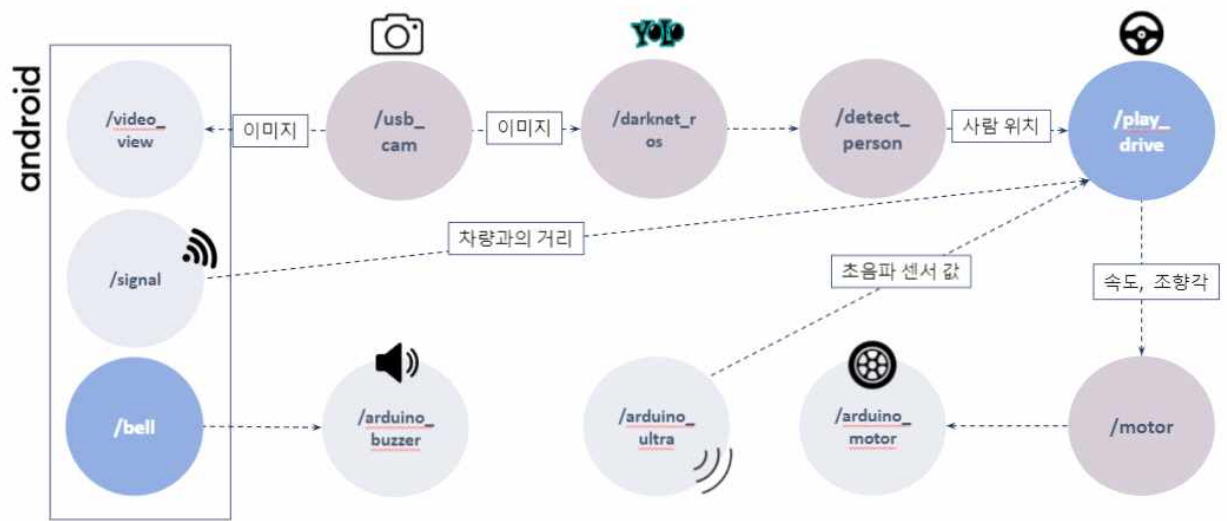 android
/video_
view
이미지
/usb_
cam
이미지
YOLO
/darknet_r
os
/detect_
person
사람 위치
/play_
drive
/signal
차량과의 거리
초음파 센서 값
속도, 조향각
/bell
/arduino_
buzzer
/arduino_
ultra
/arduino_
motor
/motor